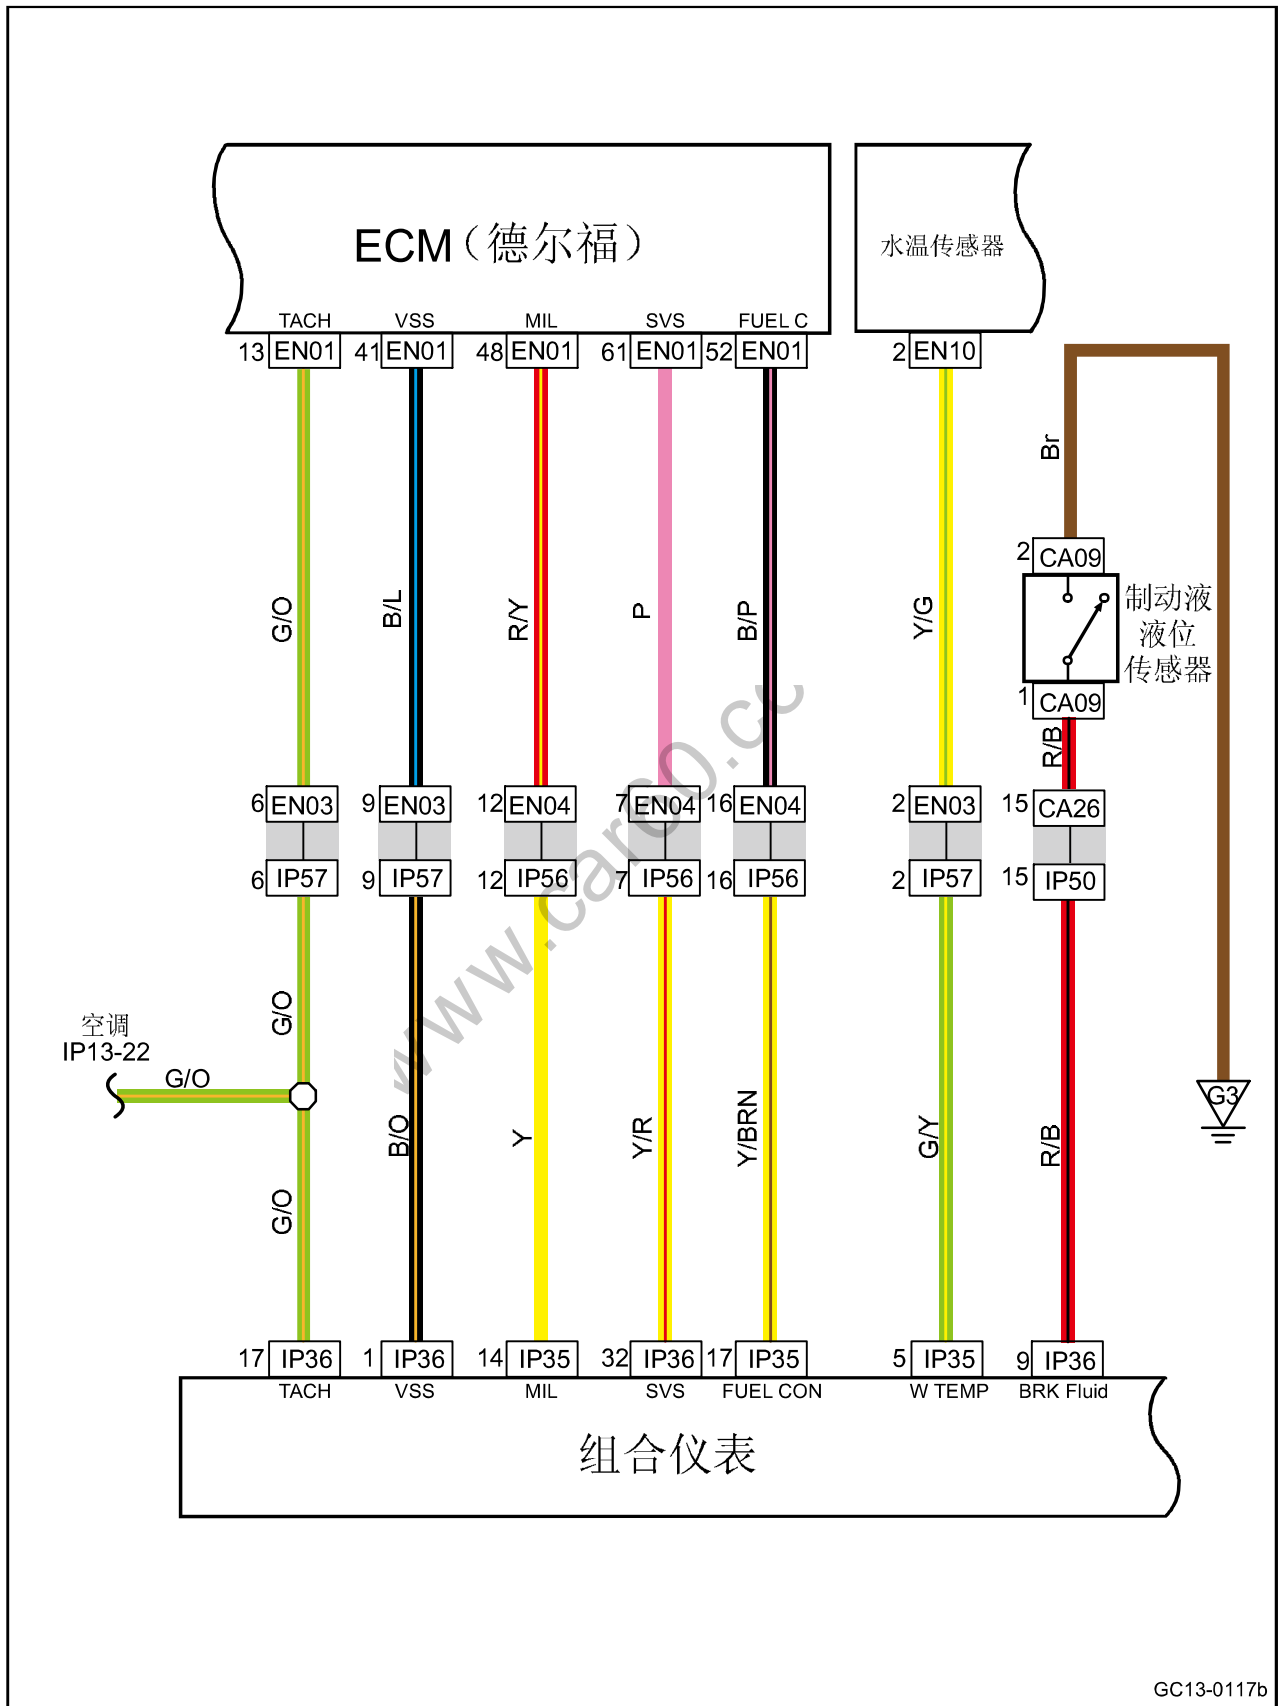 ECM（德尔福）
水温传感器
TACH VSS MIL SVS FUEL C
13 EN01 41 EN01 48 EN01 61 EN01 52 EN01 2 EN10
Br
2 CA09
制动液
液位
传感器
G/O B/L R/Y P B/P Y/G
1 CA09
R/B
6 EN03 9 EN03 12 EN04 7 EN04 16 EN04 2 EN03 15 CA26
6 IP57 9 IP57 12 IP56 7 IP56 16 IP56 2 IP57 15 IP50
www.car60.cc
空调
IP13-22
G/O
G/O
G3
B/O Y Y/R Y/BRN G/Y R/B
G/O
17 IP36 1 IP36 14 IP35 32 IP36 17 IP35 5 IP35 9 IP36
TACH VSS MIL SVS FUEL CON W TEMP BRK Fluid
组合仪表
GC13-0117b